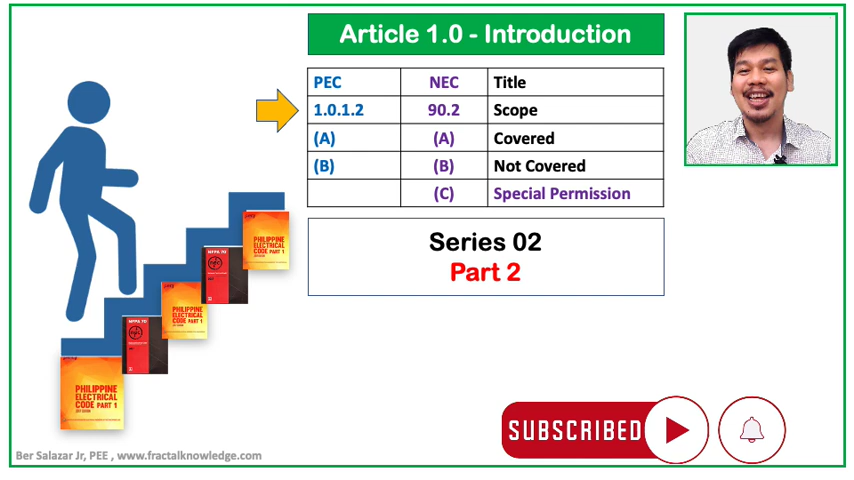 Article 1.0 - Introduction
PEC NEC Title
1.0.1.2 90.2 Scope
(A) (A) Covered
(B) (B) Not Covered
(C) Special Permission
Series 02
Part 2
PHILIPPINE
ELECTRICAL
CODE PART 1
NFPA 70
PHILIPPINE
ELECTRICAL
CODE PART 1
NFPA 70
PHILIPPINE
ELECTRICAL
CODE PART 1
SUBSCRIBED
Ber Salazar Jr, PEE , www.fractalknowledge.com